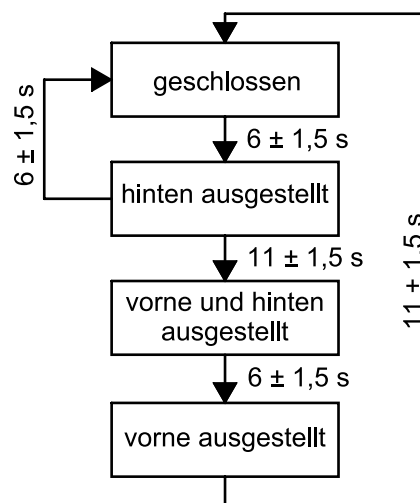 geschlossen
6 ± 1,5 s
6 ± 1,5 s
hinten ausgestellt
11 ± 1,5 s
11 ± 1,5 s
vorne und hinten
ausgestellt
6 ± 1,5 s
vorne ausgestellt